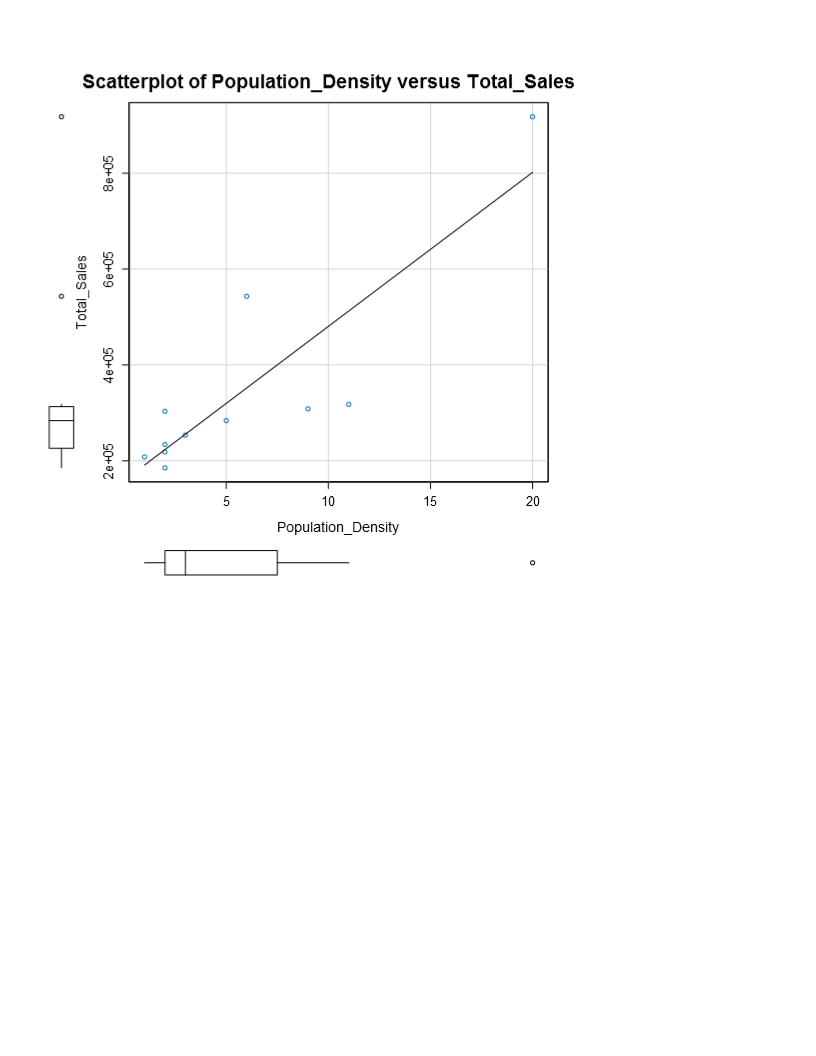 Scatterplot of Population_Density versus Total_Sales
8e+05
6e+05
4e+05
2e+05
Total_Sales
5 10 15 20
Population_Density